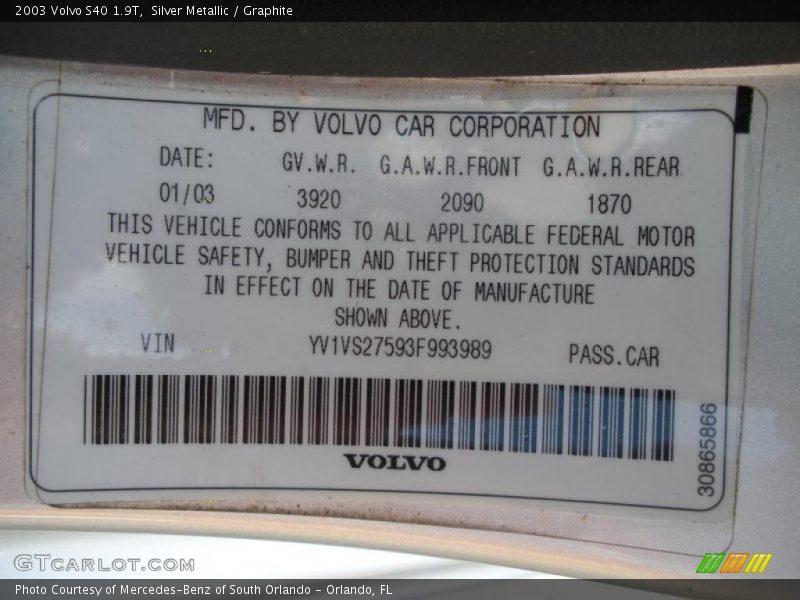 2003 Volvo S40 1.9T,  Silver Metallic / Graphite
MFD. BY VOLVO CAR CORPORATION
DATE: GV.W.R. G.A.W.R.FRONT G.A.W.R.REAR
01/03 3920 2090 1870
THIS VEHICLE CONFORMS TO ALL APPLICABLE FEDERAL MOTOR
VEHICLE SAFETY, BUMPER AND THEFT PROTECTION STANDARDS
IN EFFECT ON THE DATE OF MANUFACTURE
SHOWN ABOVE.
VIN YV1VS27593F993989 PASS.CAR
VOLVO
30865866
GTcarlot.com
Photo Courtesy of Mercedes-Benz of South Orlando - Orlando, FL